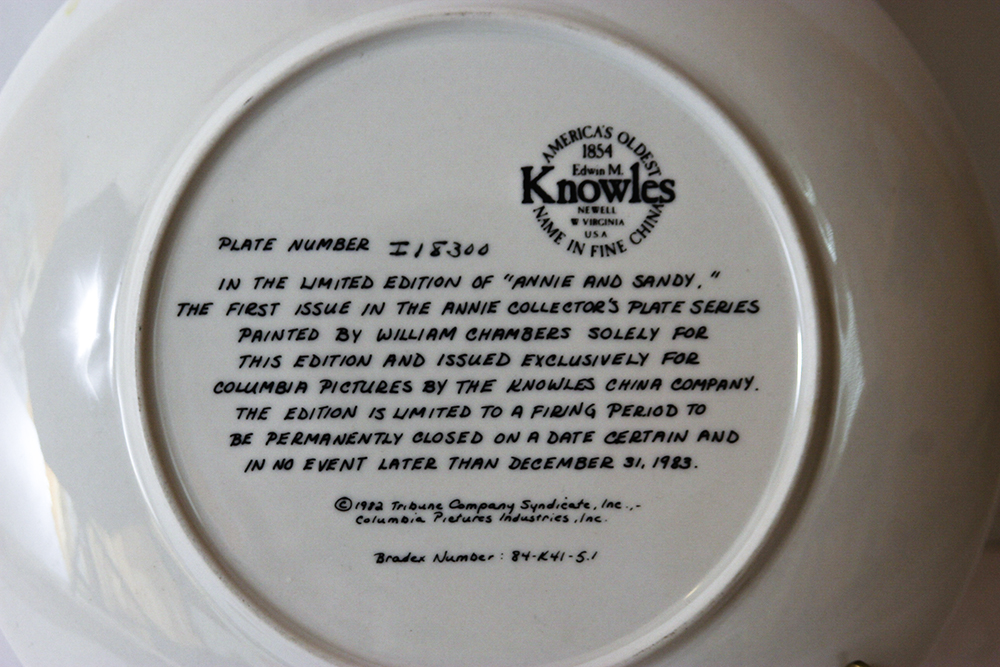 AMERICA'S OLDEST
1854
Edwin M.
Knowles
NEWELL
W VIRGINIA
USA
NAME IN FINE CHINA
PLATE NUMBER I18300
IN THE LIMITED EDITION OF "ANNIE AND SANDY,"
THE FIRST ISSUE IN THE ANNIE COLLECTOR'S PLATE SERIES
PAINTED BY WILLIAM CHAMBERS SOLELY FOR
THIS EDITION AND ISSUED EXCLUSIVELY FOR
COLUMBIA PICTURES BY THE KNOWLES CHINA COMPANY.
THE EDITION IS LIMITED TO A FIRING PERIOD TO
BE PERMANENTLY CLOSED ON A DATE CERTAIN AND
IN NO EVENT LATER THAN DECEMBER 31, 1983.
©1982 Tribune Company Syndicate, Inc.,-
Columbia Pictures Industries, Inc.
Bradex Number: 84-K41-5.1